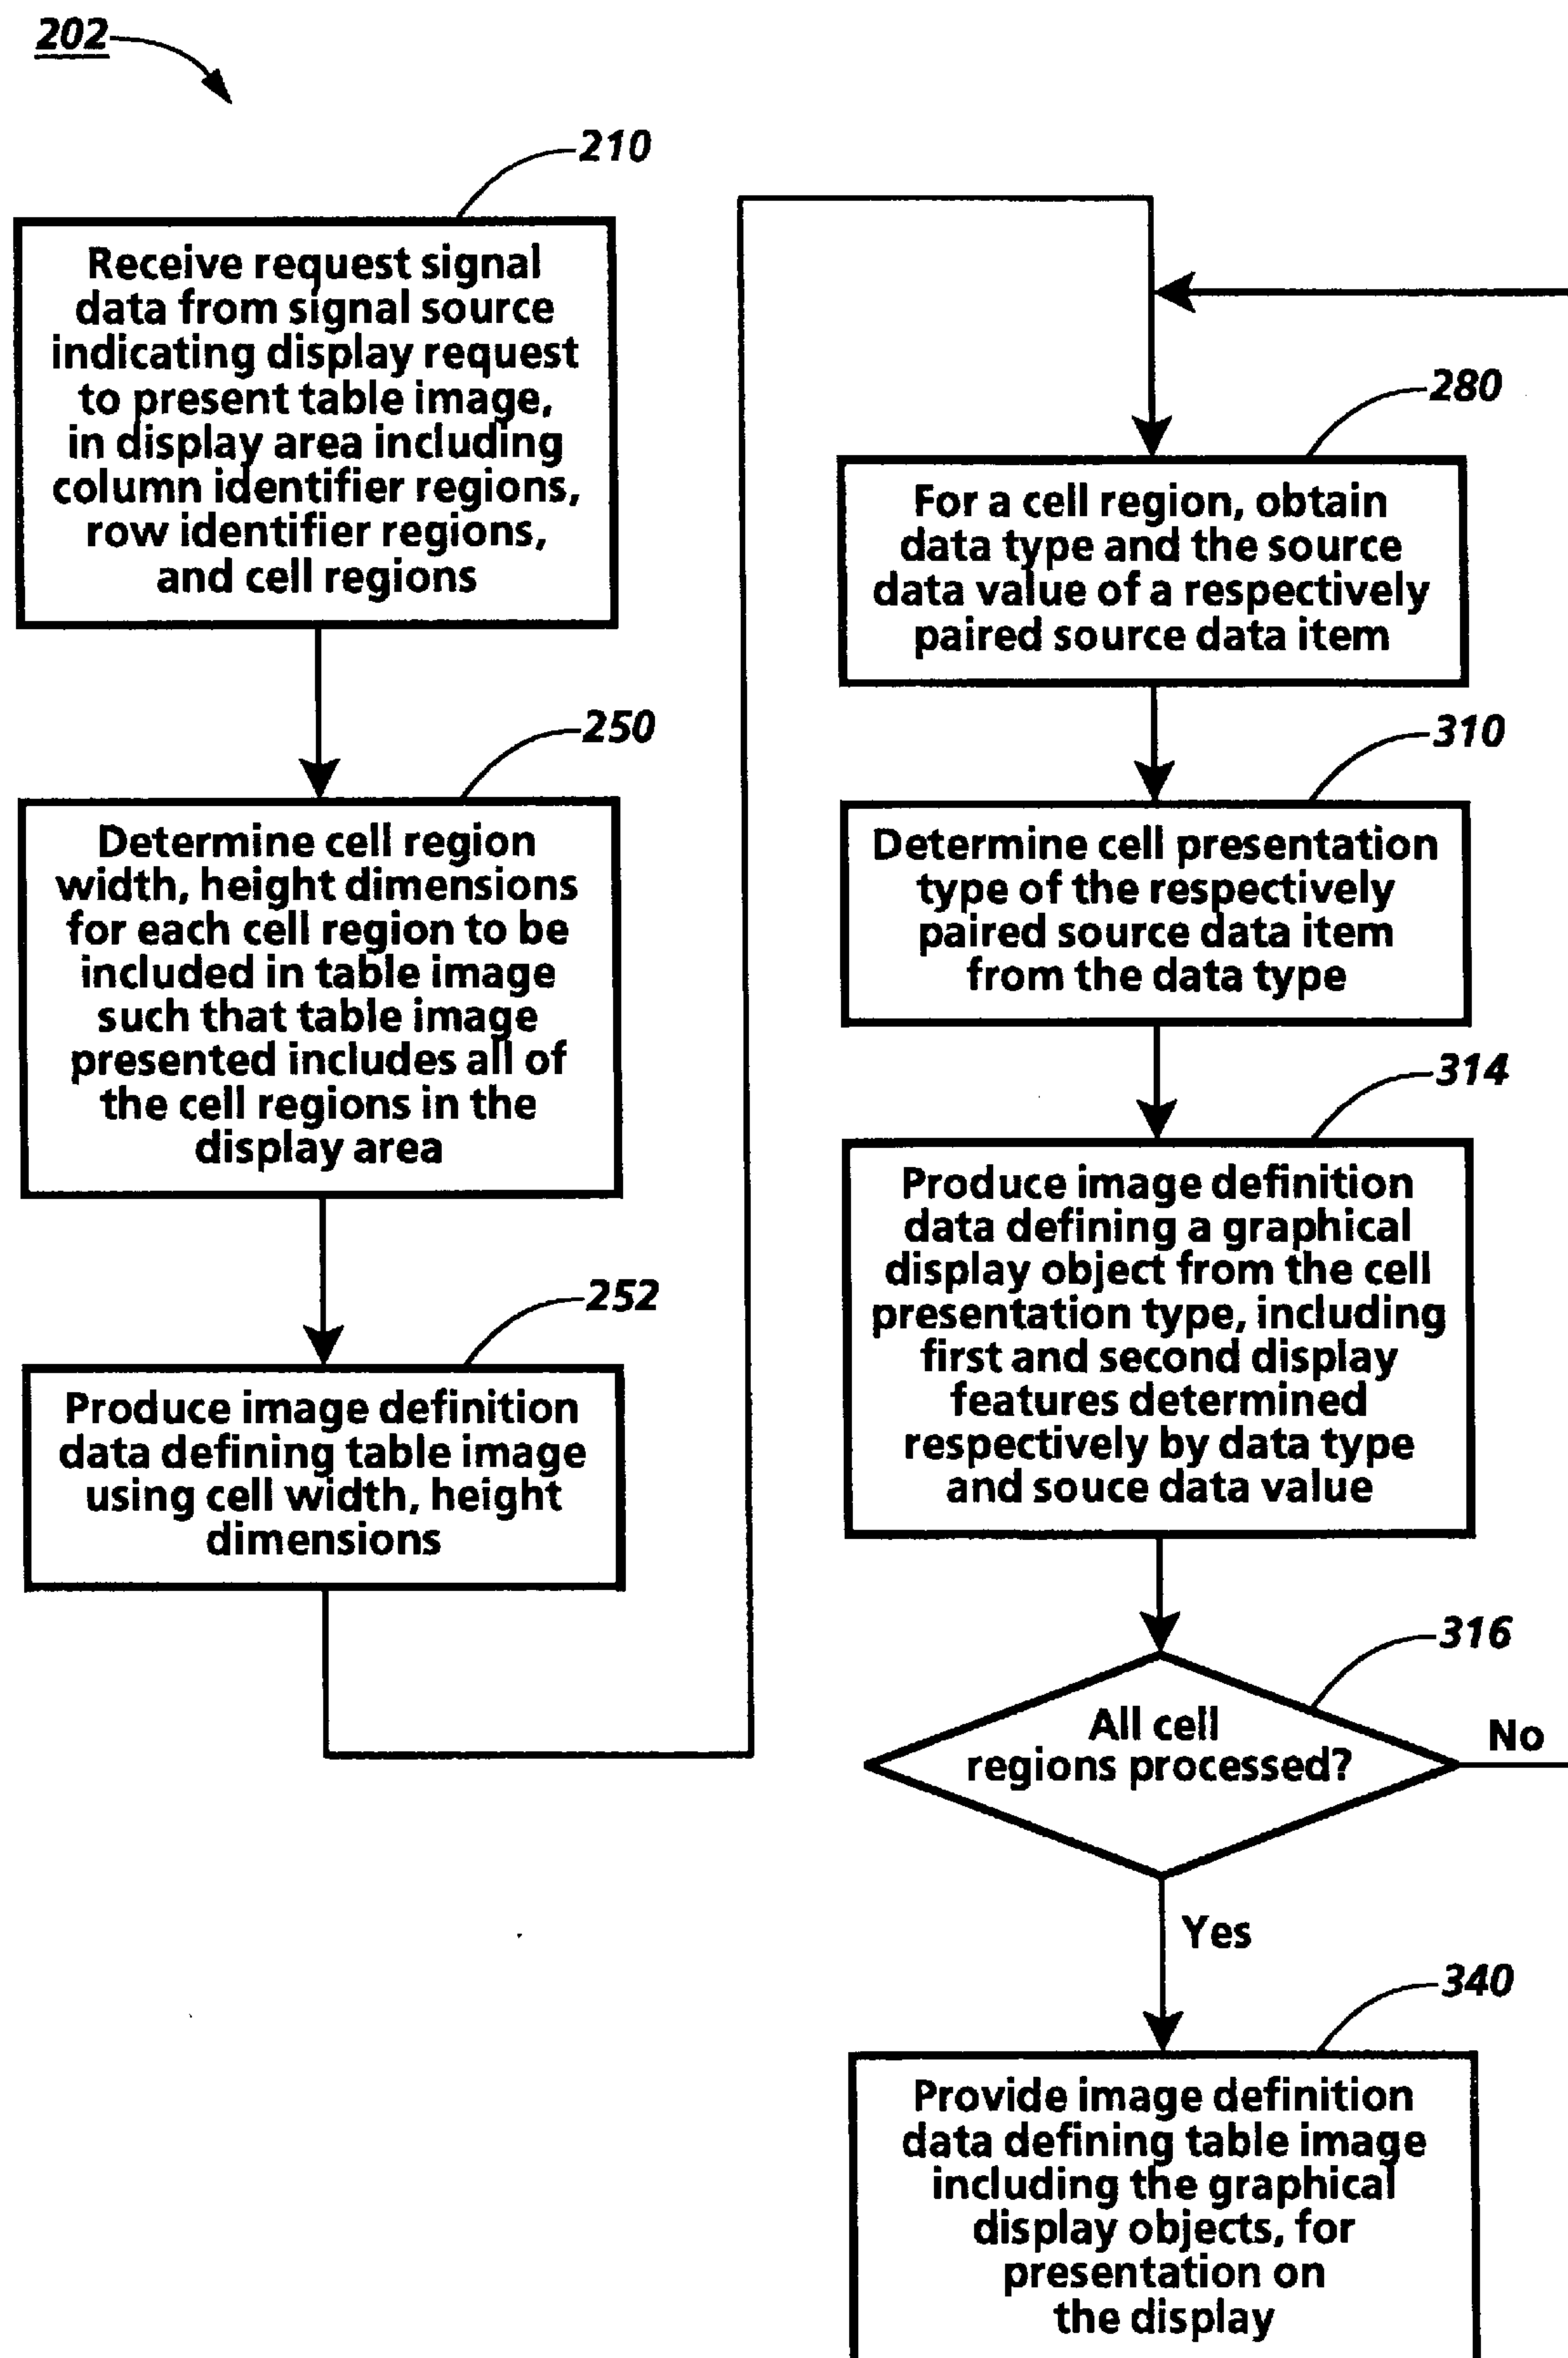 202
210
Receive request signal
data from signal source
indicating display request
to present table image,
in display area including
column identifier regions,
row identifier regions,
and cell regions
250
Determine cell region
width, height dimensions
for each cell region to be
included in table image
such that table image
presented includes all of
the cell regions in the
display area
252
Produce image definition
data defining table image
using cell width, height
dimensions
280
For a cell region, obtain
data type and the source
data value of a respectively
paired source data item
310
Determine cell presentation
type of the respectively
paired source data item
from the data type
314
Produce image definition
data defining a graphical
display object from the cell
presentation type, including
first and second display
features determined
respectively by data type
and souce data value
316
All cell
regions processed?
No
Yes
340
Provide image definition
data defining table image
including the graphical
display objects, for
presentation on
the display